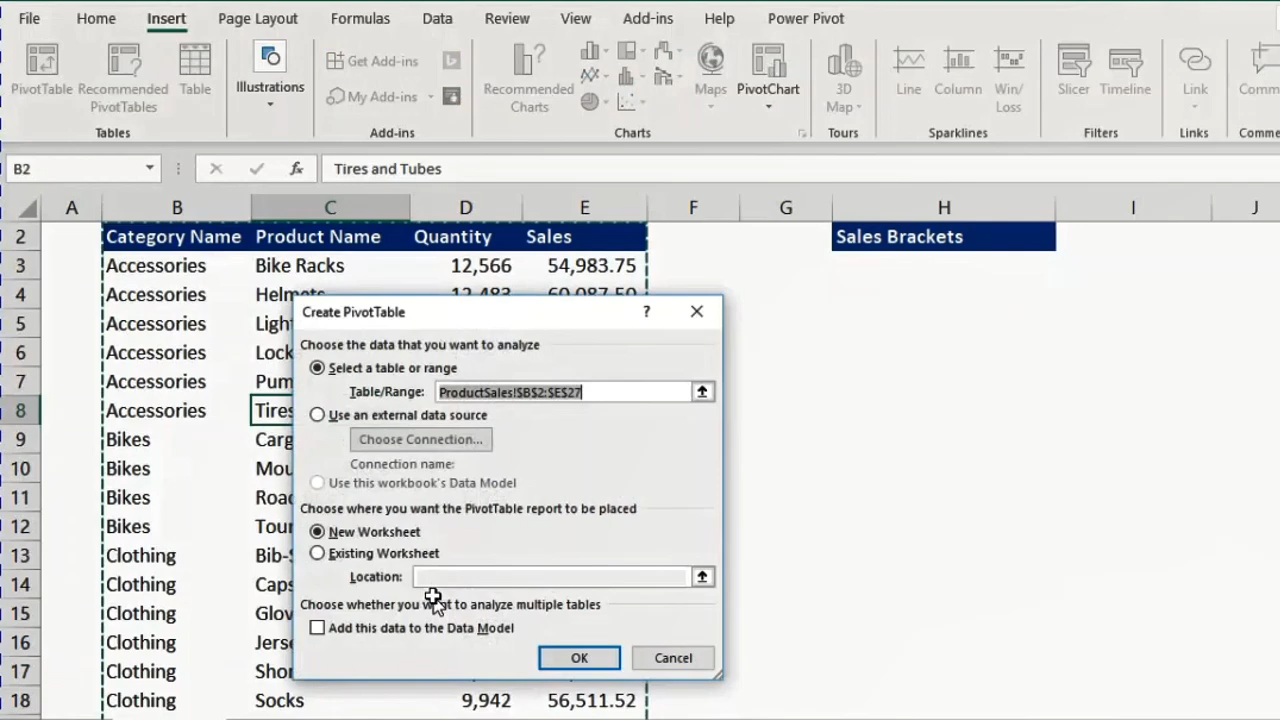 File Home Insert Page Layout Formulas Data Review View Add-ins Help Power Pivot
PivotTable Recommended PivotTables Table Illustrations Get Add-ins My Add-ins Recommended Charts Maps PivotChart 3D Map Line Column Win/Loss Slicer Timeline Link
Tables Add-ins Charts Tours Sparklines Filters Links
B2 fx Tires and Tubes
A B C D E F G H I J
2 Category Name Product Name Quantity Sales Sales Brackets
3 Accessories Bike Racks 12,566 54,983.75
4 Accessories Helmets 12,483 60,087.50
5 Accessories
6 Accessories
7 Accessories
8 Accessories Tires
9 Bikes
10 Bikes
11 Bikes
12 Bikes
13 Clothing
14 Clothing
15 Clothing
16 Clothing
17 Clothing
18 Clothing Socks 9,942 56,511.52
Create PivotTable ?
Choose the data that you want to analyze
Select a table or range
Table/Range: ProductSales!$B$2:$E$27
Use an external data source
Choose Connection...
Connection name:
Use this workbook's Data Model
Choose where you want the PivotTable report to be placed
New Worksheet
Existing Worksheet
Location:
Choose whether you want to analyze multiple tables
Add this data to the Data Model
OK Cancel